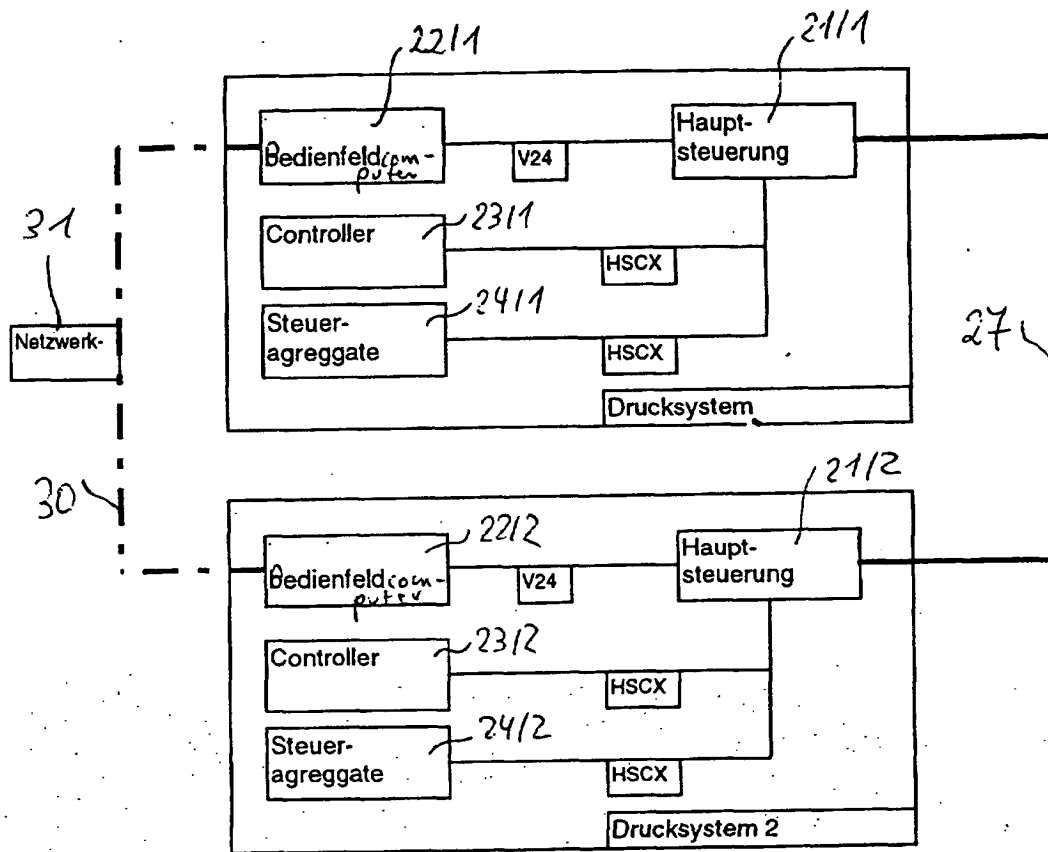 22/1
21/1
Bedienfeldcom-
puter
V24
Haupt-
steuerung
31
Controller
23/1
HSCX
24/1
Netzwerk-
Steuer-
agreggate
HSCX
27
Drucksystem
30
22/2
21/2
Bedienfeldcom-
puter
V24
Haupt-
steuerung
Controller
23/2
HSCX
Steuer-
agreggate
24/2
HSCX
Drucksystem 2